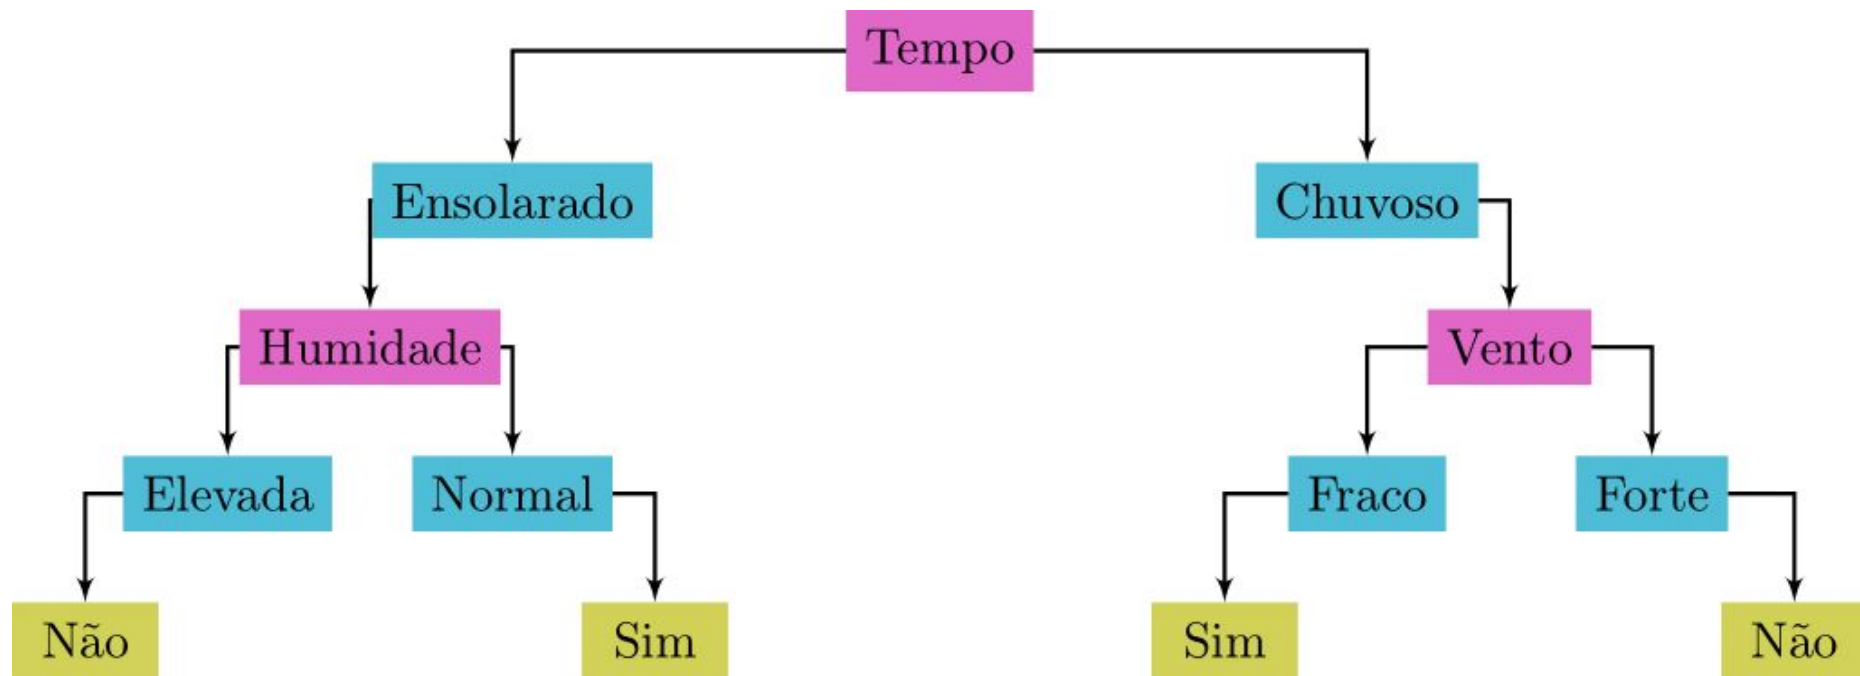 Tempo
Ensolarado
Chuvoso
Humidade
Vento
Elevada
Normal
Fraco
Forte
Não
Sim
Sim
Não